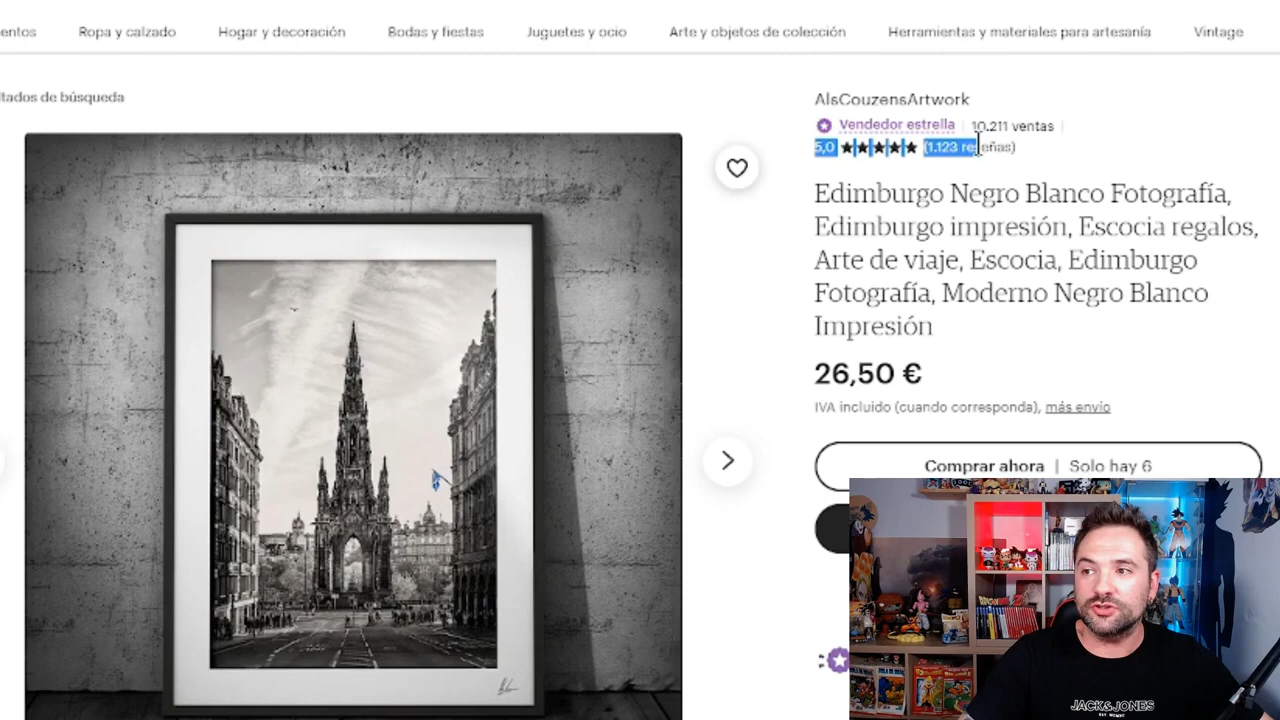 entos Ropa y calzado Hogar y decoración Bodas y fiestas Juguetes y ocio Arte y objetos de colección Herramientas y materiales para artesanía Vintage
ltados de búsqueda
AlsCouzensArtwork
Vendedor estrella 10.211 ventas
5,0 ★★★★★ (1.123 reseñas)
Edimburgo Negro Blanco Fotografía,
Edimburgo impresión, Escocia regalos,
Arte de viaje, Escocia, Edimburgo
Fotografía, Moderno Negro Blanco
Impresión
26,50 €
IVA incluido (cuando corresponda), más envío
Comprar ahora | Solo hay 6
JACK&JONES